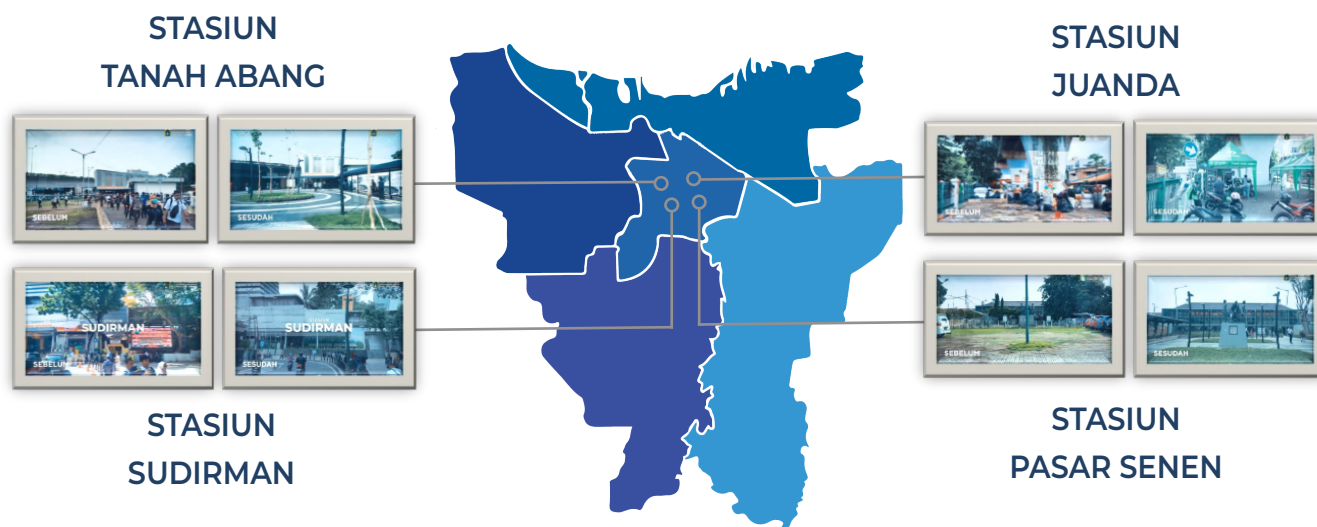 STASIUN
TANAH ABANG
SEBELUM
SESUDAH
SUDIRMAN
SEBELUM
SUDIRMAN
SESUDAH
STASIUN
SUDIRMAN
STASIUN
JUANDA
SEBELUM
SESUDAH
SEBELUM
SESUDAH
STASIUN
PASAR SENEN